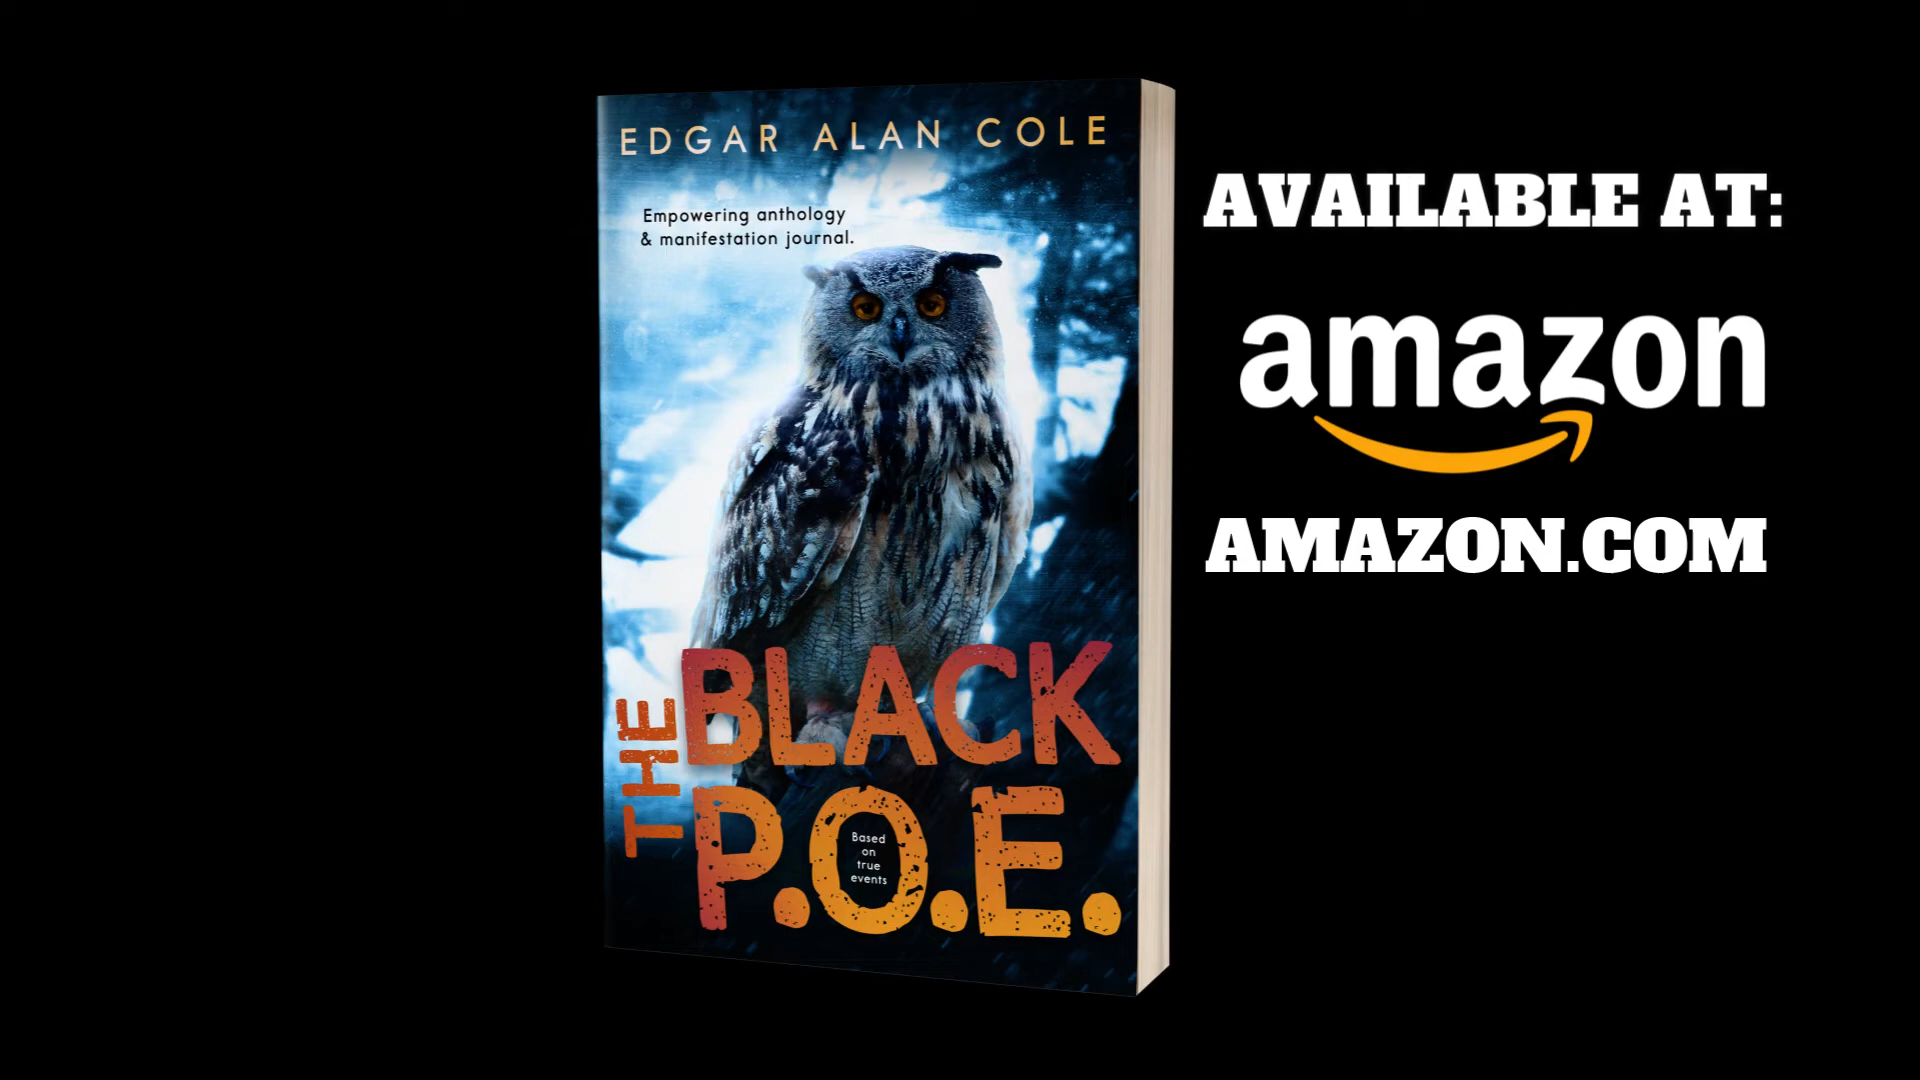 EDGAR ALAN COLE
Empowering anthology
& manifestation journal.
THE
BLACK
P.O.E.
Based
on
true
events
AVAILABLE AT:
amazon
AMAZON.COM